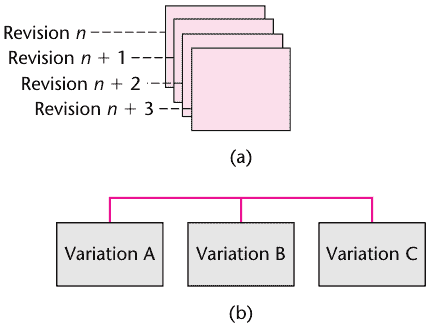 Revision n
Revision n + 1
Revision n + 2
Revision n + 3
(a)
Variation A
Variation B
Variation C
(b)